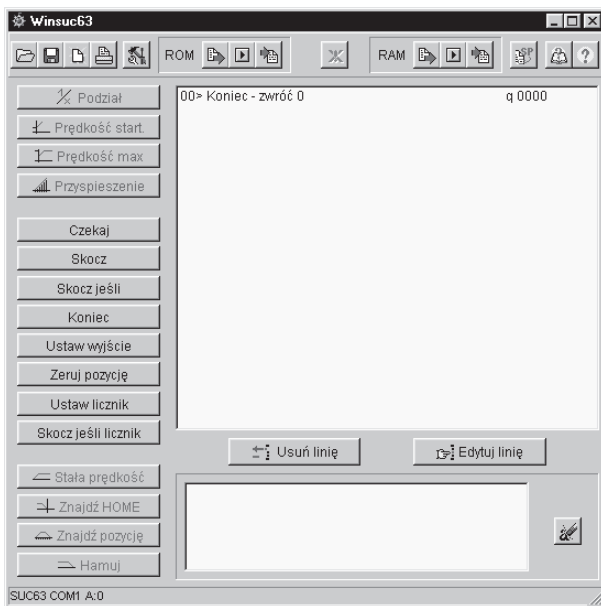 Winsuc63
ROM RAM SP ?
Podział
Prędkość start.
Prędkość max
Przyspieszenie
Czekaj
Skocz
Skocz jeśli
Koniec
Ustaw wyjście
Zeruj pozycję
Ustaw licznik
Skocz jeśli licznik
Stała prędkość
Znajdź HOME
Znajdź pozycję
Hamuj
00> Koniec - zwróć 0 q 0000
Usuń linię Edytuj linię
SUC63 COM1 A:0